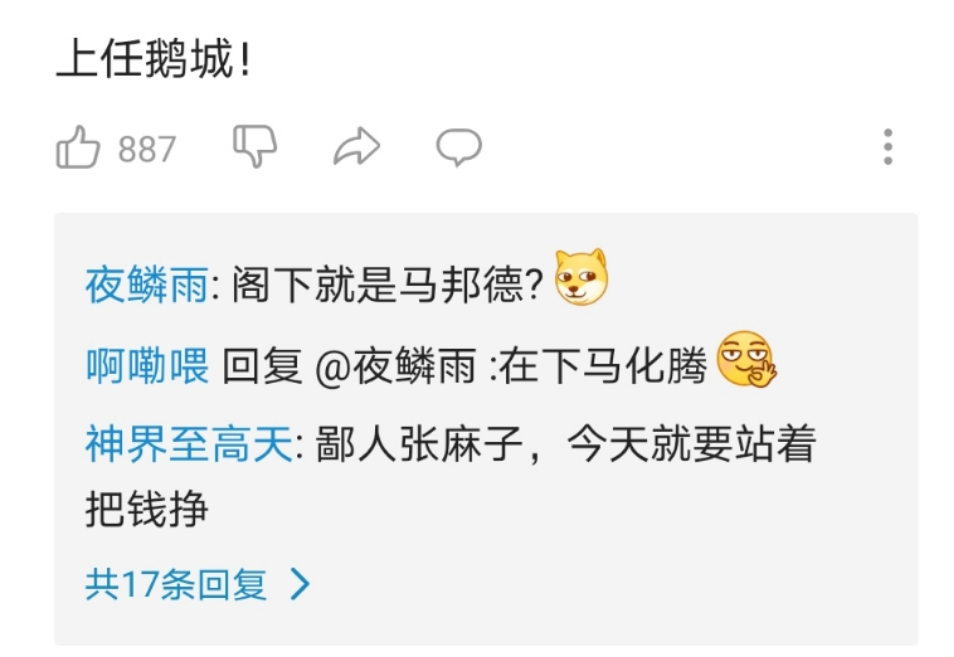 上任鹅城!
887
夜鳞雨: 阁下就是马邦德?
啊嘞喂 回复 @夜鳞雨 :在下马化腾
神界至高天: 鄙人张麻子，今天就要站着
把钱挣
共17条回复